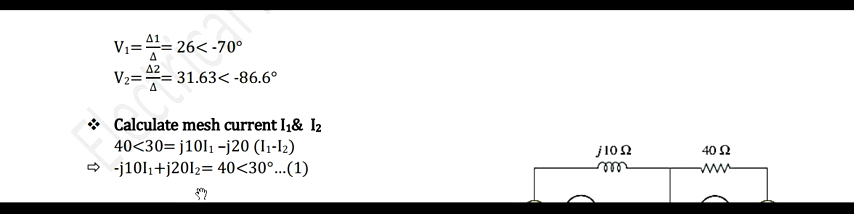 Electrical
V₁= Δ1/Δ = 26< -70°
V₂= Δ2/Δ = 31.63< -86.6°
❖ Calculate mesh current I₁& I₂
40<30= j10I₁ –j20 (I₁-I₂)
⇨ -j10I₁+j20I₂= 40<30°...(1)
j10 Ω 40 Ω